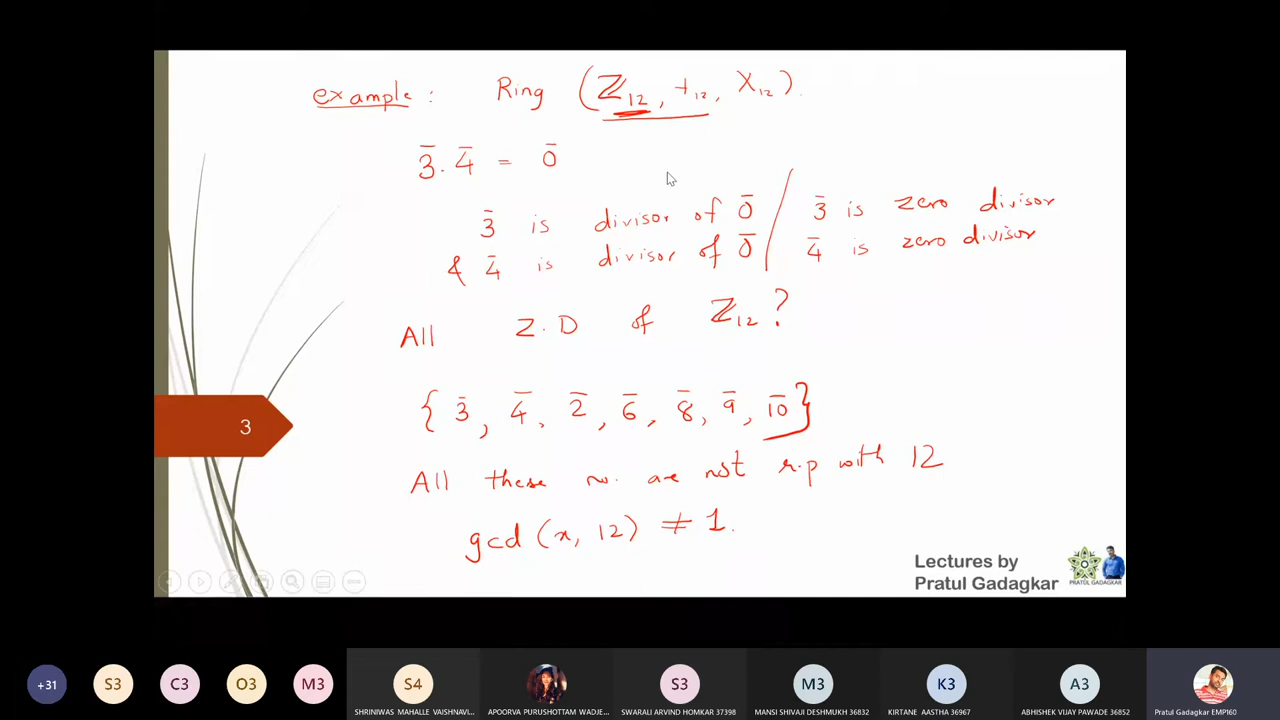 example : Ring (ℤ₁₂, +₁₂, X₁₂).
3̄ . 4̄ = 0̄
3̄ is divisor of 0̄ / 3̄ is zero divisor
& 4̄ is divisor of 0̄ / 4̄ is zero divisor
All Z.D of ℤ₁₂ ?
{ 3̄, 4̄, 2̄, 6̄, 8̄, 9̄, 10̄ }
All these no. are not r.p with 12
gcd (x, 12) ≠ 1.
3
Lectures by
Pratul Gadagkar
PRATUL GADAGKAR
+31 S3 C3 O3 M3 S4 S3 M3 K3 A3
SHRINIWAS MAHALLE VAISHNAVI... APOORVA PURUSHOTTAM WADJE... SWARALI ARVIND HOMKAR 37398 MANSI SHIVAJI DESHMUKH 36832 KIRTANE AASTHA 36967 ABHISHEK VIJAY PAWADE 36852 Pratul Gadagkar EMP160